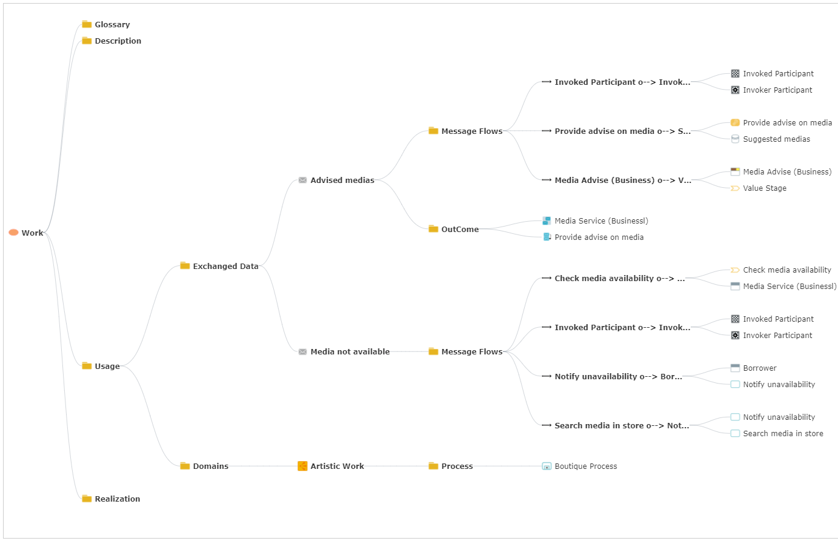 Glossary
Description
Invoked Participant o--> Invok...
Invoked Participant
Invoker Participant
Provide advise on media o--> S...
Provide advise on media
Suggested medias
Message Flows
Media Advise (Business) o--> V...
Media Advise (Business)
Value Stage
Advised medias
OutCome
Media Service (Businessl)
Provide advise on media
Work
Exchanged Data
Check media availability o--> ...
Check media availability
Media Service (Businessl)
Invoked Participant o--> Invok...
Invoked Participant
Invoker Participant
Media not available
Message Flows
Usage
Notify unavailability o--> Bor...
Borrower
Notify unavailability
Search media in store o--> Not...
Notify unavailability
Search media in store
Domains
Artistic Work
Process
Boutique Process
Realization